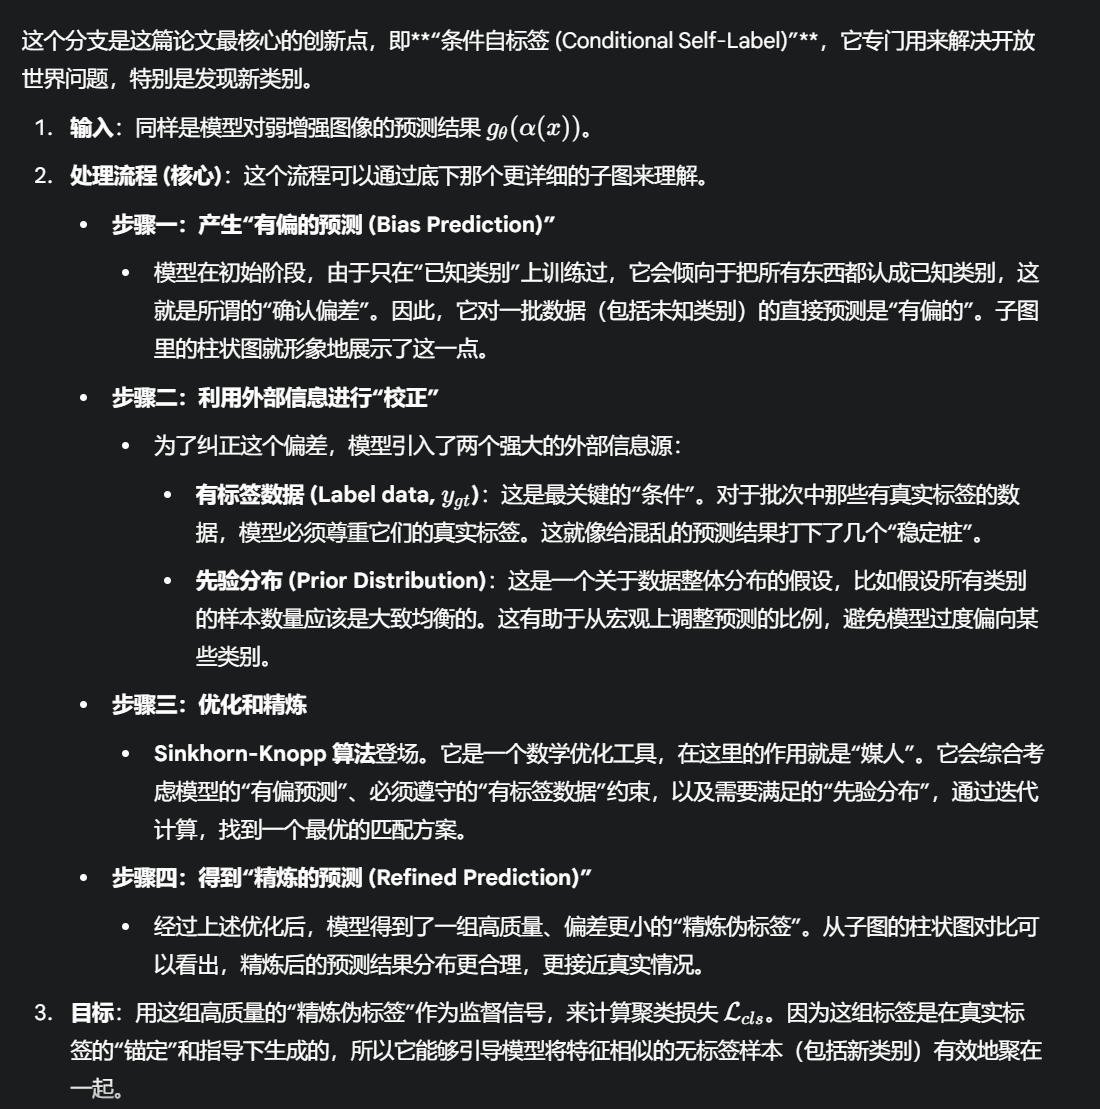 这个分支是这篇论文最核心的创新点，即**“条件自标签 (Conditional Self-Label)”**，它专门用来解决开放
世界问题，特别是发现新类别。
1. 输入：同样是模型对弱增强图像的预测结果 gθ(α(x))。
2. 处理流程 (核心)：这个流程可以通过底下那个更详细的子图来理解。
• 步骤一：产生“有偏的预测 (Bias Prediction)”
• 模型在初始阶段，由于只在“已知类别”上训练过，它会倾向于把所有东西都认成已知类别，这
就是所谓的“确认偏差”。因此，它对一批数据（包括未知类别）的直接预测是“有偏的”。子图
里的柱状图就形象地展示了这一点。
• 步骤二：利用外部信息进行“校正”
• 为了纠正这个偏差，模型引入了两个强大的外部信息源：
• 有标签数据 (Label data, y_gt)：这是最关键的“条件”。对于批次中那些有真实标签的数
据，模型必须尊重它们的真实标签。这就像给混乱的预测结果打下了几个“稳定桩”。
• 先验分布 (Prior Distribution)：这是一个关于数据整体分布的假设，比如假设所有类别
的样本数量应该是大致均衡的。这有助于从宏观上调整预测的比例，避免模型过度偏向某
些类别。
• 步骤三：优化和精炼
• Sinkhorn-Knopp 算法登场。它是一个数学优化工具，在这里的作用就是“媒人”。它会综合考
虑模型的“有偏预测”、必须遵守的“有标签数据”约束，以及需要满足的“先验分布”，通过迭代
计算，找到一个最优的匹配方案。
• 步骤四：得到“精炼的预测 (Refined Prediction)”
• 经过上述优化后，模型得到了一组高质量、偏差更小的“精炼伪标签”。从子图的柱状图对比可
以看出，精炼后的预测结果分布更合理，更接近真实情况。
3. 目标：用这组高质量的“精炼伪标签”作为监督信号，来计算聚类损失 ℒ_cls。因为这组标签是在真实标
签的“锚定”和指导下生成的，所以它能够引导模型将特征相似的无标签样本（包括新类别）有效地聚在
一起。